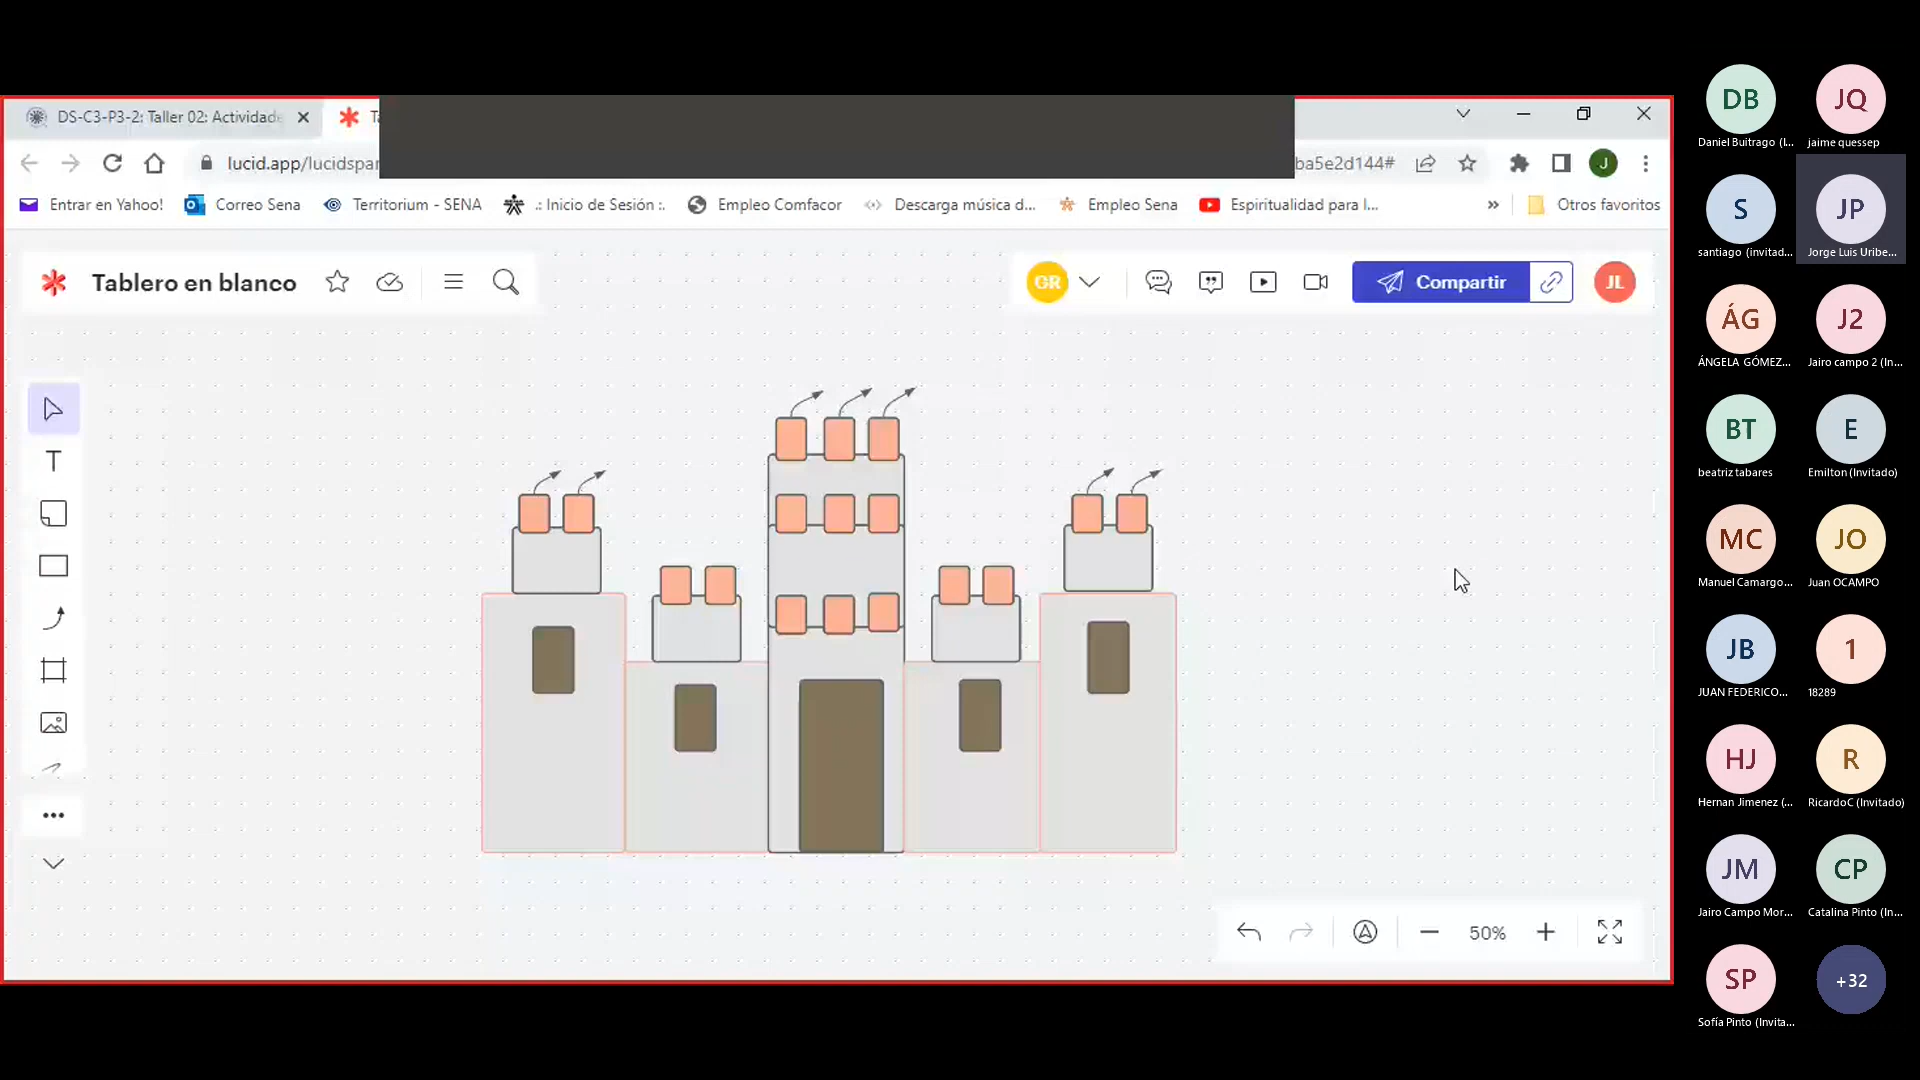 DS-C3-P3-2: Taller 02: Actividade
lucid.app/lucidspar
ba5e2d144#
J
Entrar en Yahoo!
Correo Sena
Territorium - SENA
.: Inicio de Sesión :.
Empleo Comfacor
Descarga música d...
Empleo Sena
Espiritualidad para l...
»
Otros favoritos
Tablero en blanco
GR
Compartir
JL
T
50%
DB
Daniel Buitrago (I...
JQ
jaime quessep
S
santiago (invitad...
JP
Jorge Luis Uribe...
ÁG
ÁNGELA GÓMEZ...
J2
Jairo campo 2 (In...
BT
beatriz tabares
E
Emilton (Invitado)
MC
Manuel Camargo...
JO
Juan OCAMPO
JB
JUAN FEDERICO...
1
18289
HJ
Hernan Jimenez (...
R
RicardoC (Invitado)
JM
Jairo Campo Mor...
CP
Catalina Pinto (In...
SP
Sofía Pinto (Invita...
+32